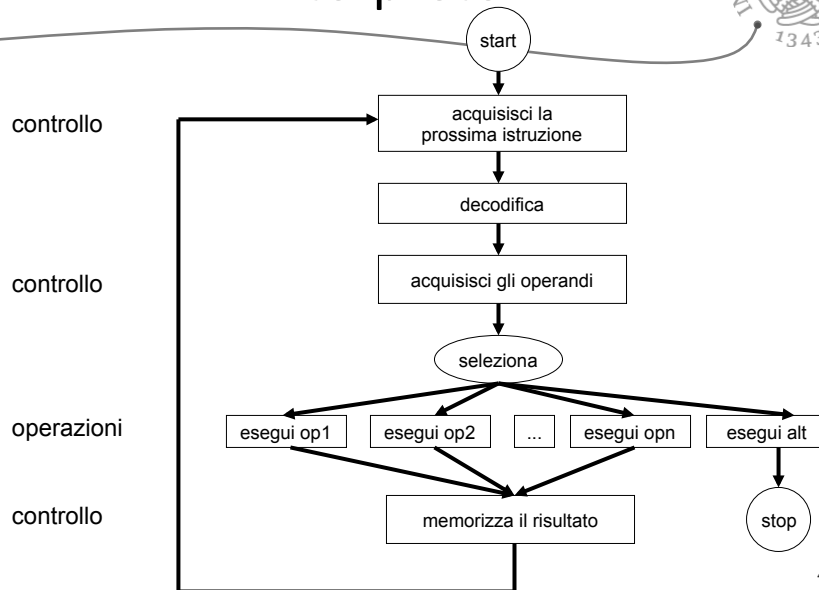 start
controllo
acquisisci la
prossima istruzione
decodifica
controllo
acquisisci gli operandi
seleziona
operazioni
esegui op1
esegui op2
...
esegui opn
esegui alt
controllo
memorizza il risultato
stop